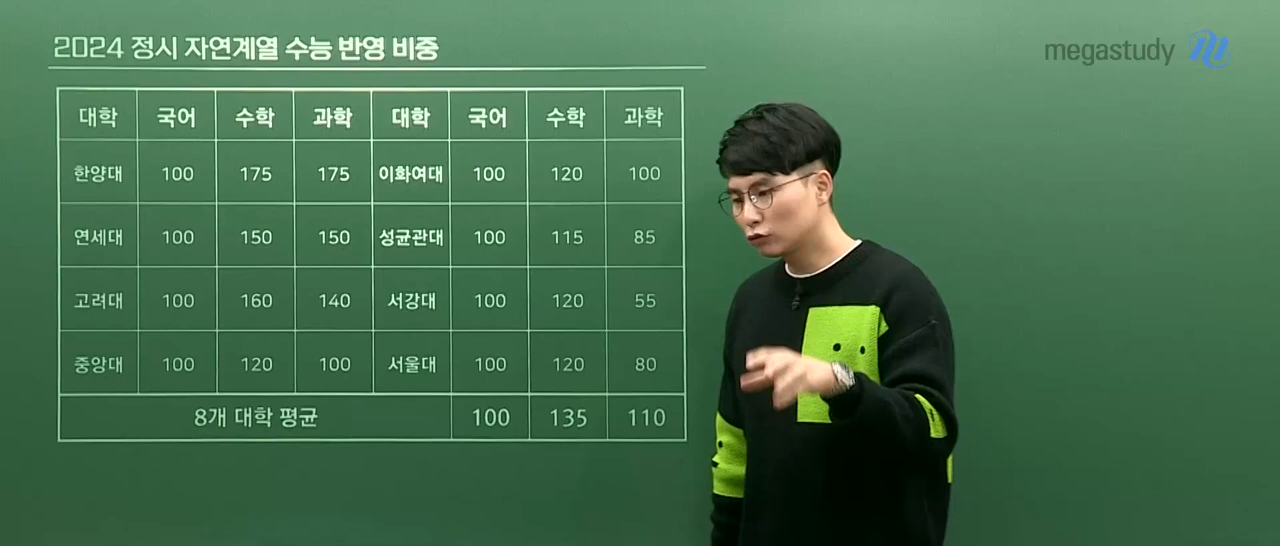 2024 정시 자연계열 수능 반영 비중
megastudy
대학 국어 수학 과학 대학 국어 수학 과학
한양대 100 175 175 이화여대 100 120 100
연세대 100 150 150 성균관대 100 115 85
고려대 100 160 140 서강대 100 120 55
중앙대 100 120 100 서울대 100 120 80
8개 대학 평균 100 135 110